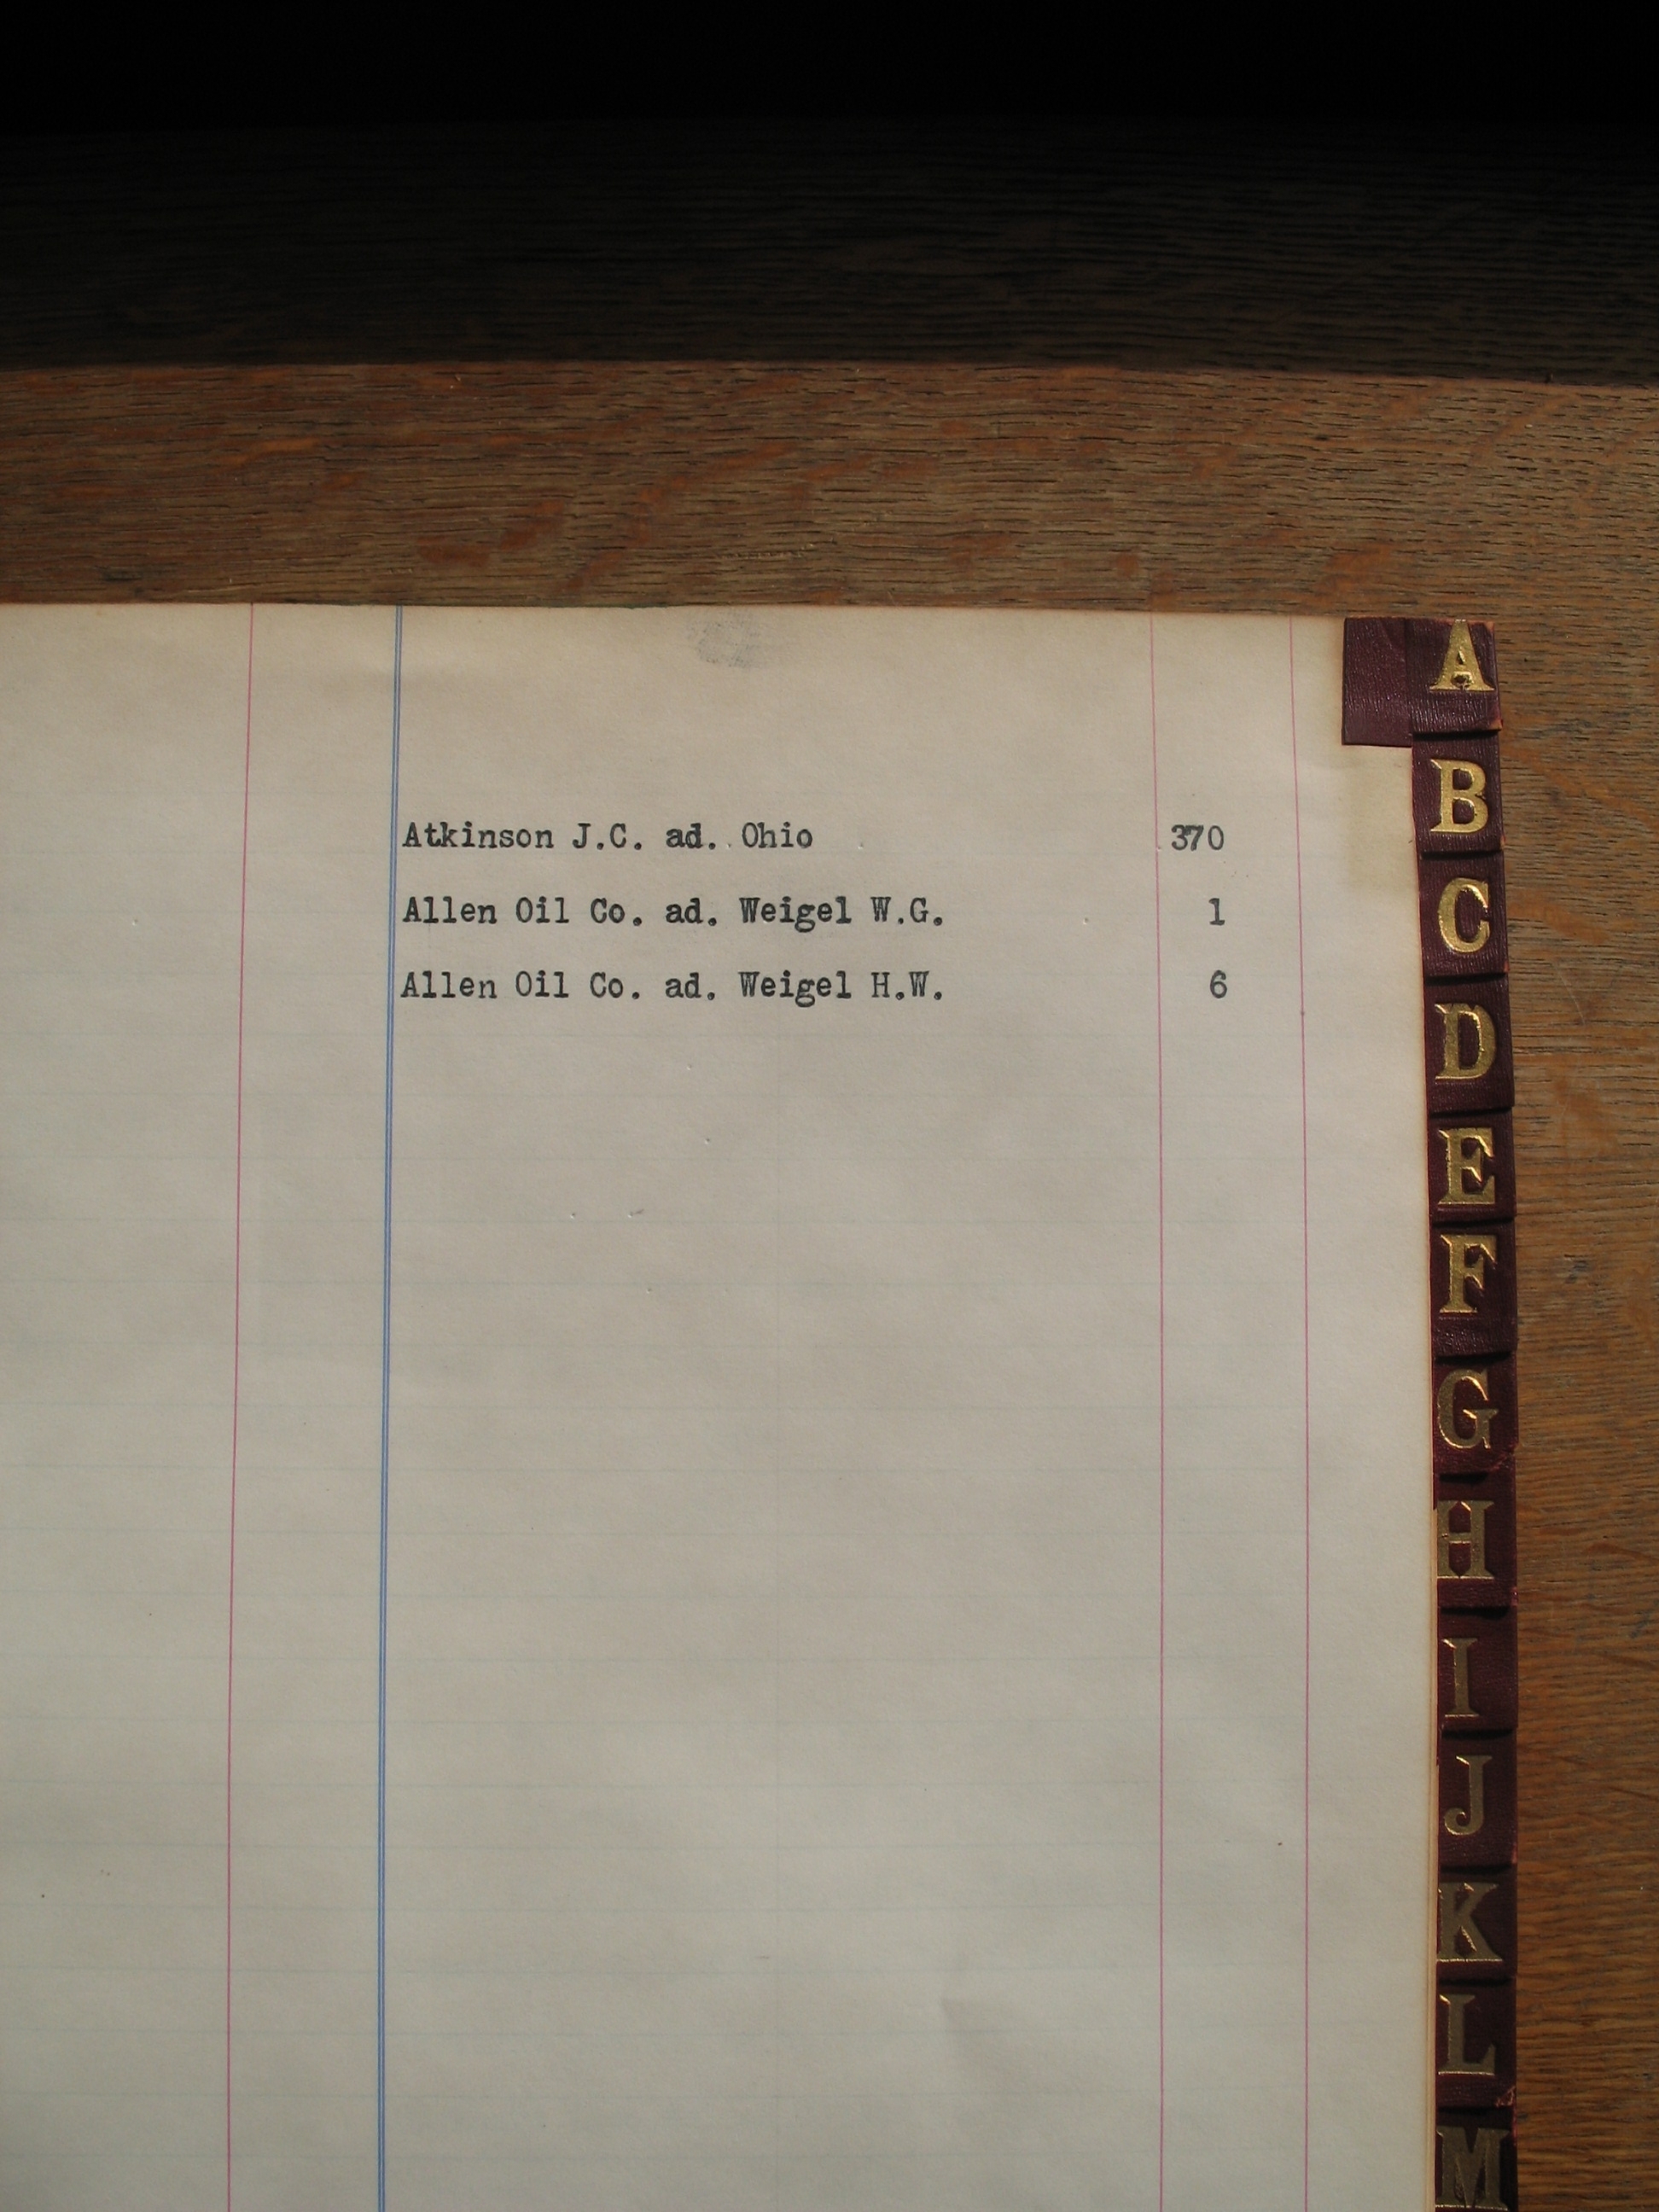 Atkinson J.C. ad. Ohio 370
Allen Oil Co. ad. Weigel W.G. 1
Allen Oil Co. ad. Weigel H.W. 6
A
B
C
D
E
F
G
H
I
J
K
L
M